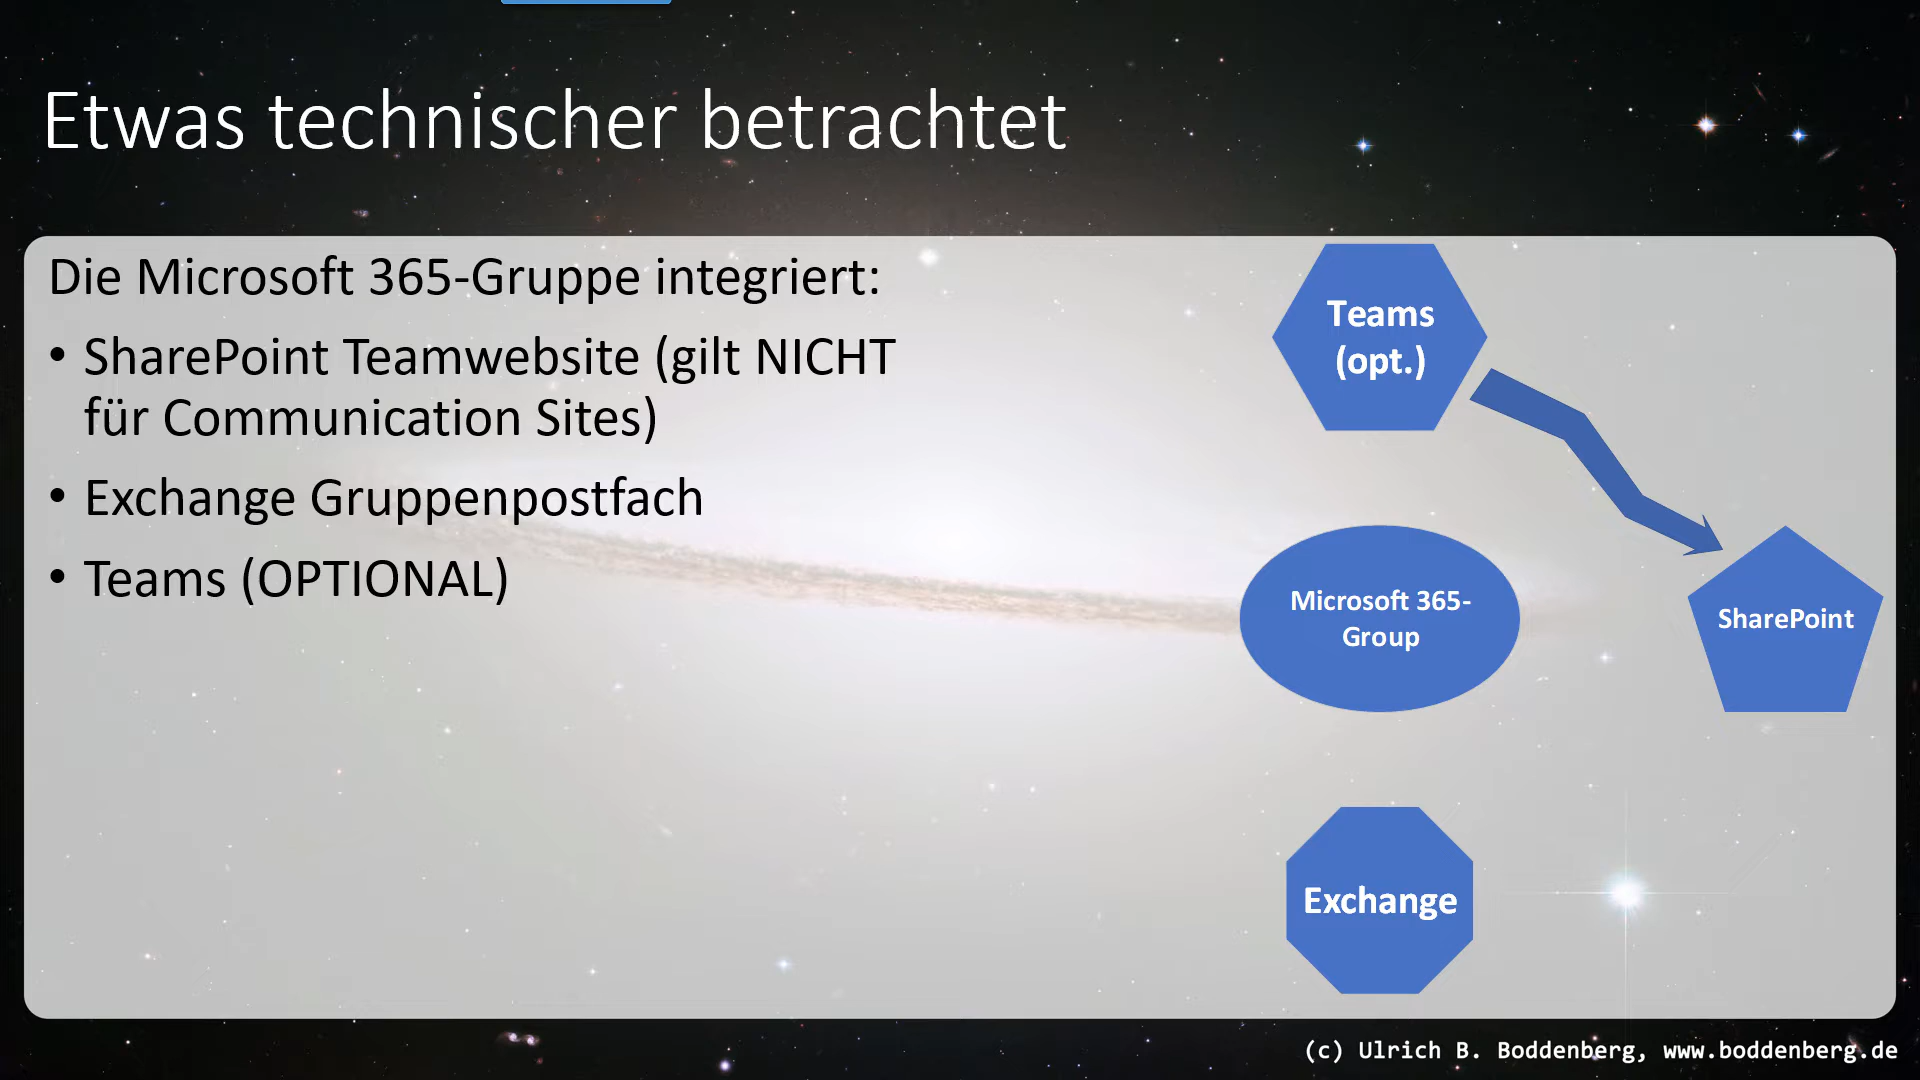 Etwas technischer betrachtet
Die Microsoft 365-Gruppe integriert:
• SharePoint Teamwebsite (gilt NICHT
für Communication Sites)
• Exchange Gruppenpostfach
• Teams (OPTIONAL)
Teams
(opt.)
Microsoft 365-
Group
SharePoint
Exchange
(c) Ulrich B. Boddenberg, www.boddenberg.de